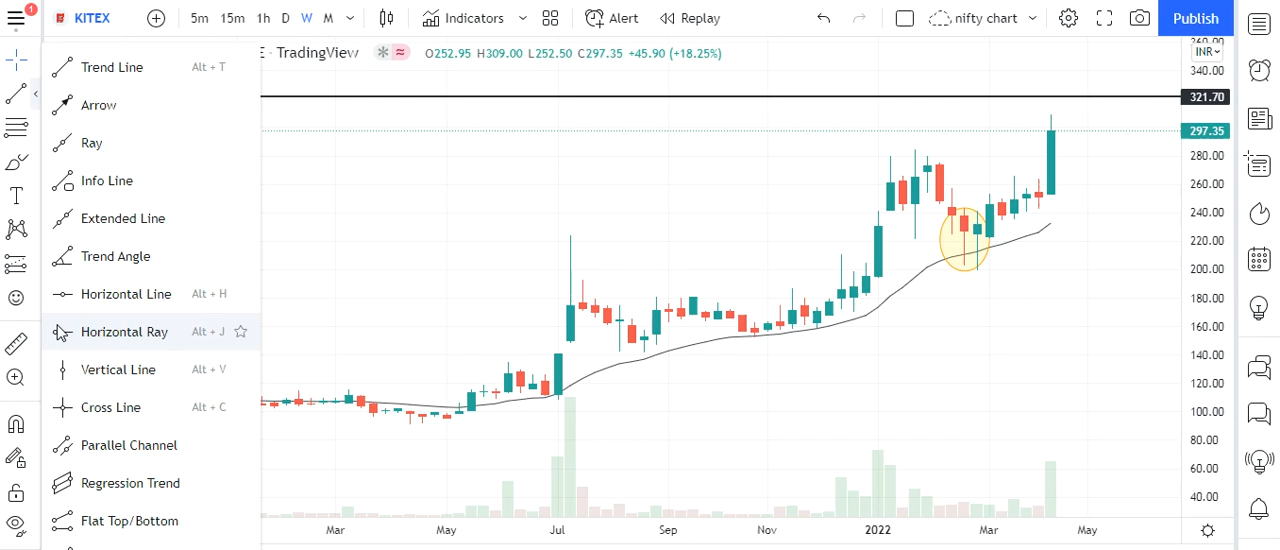 1
KITEX
5m 15m 1h D W M
Indicators
Alert
Replay
nifty chart
Publish
E · TradingView
O252.95 H309.00 L252.50 C297.35 +45.90 (+18.25%)
INR
Trend Line Alt + T
Arrow
Ray
Info Line
Extended Line
Trend Angle
Horizontal Line Alt + H
Horizontal Ray Alt + J
Vertical Line Alt + V
Cross Line Alt + C
Parallel Channel
Regression Trend
Flat Top/Bottom
360.00
340.00
321.70
297.35
280.00
260.00
240.00
220.00
200.00
180.00
160.00
140.00
120.00
100.00
80.00
60.00
40.00
Mar May Jul Sep Nov 2022 Mar May